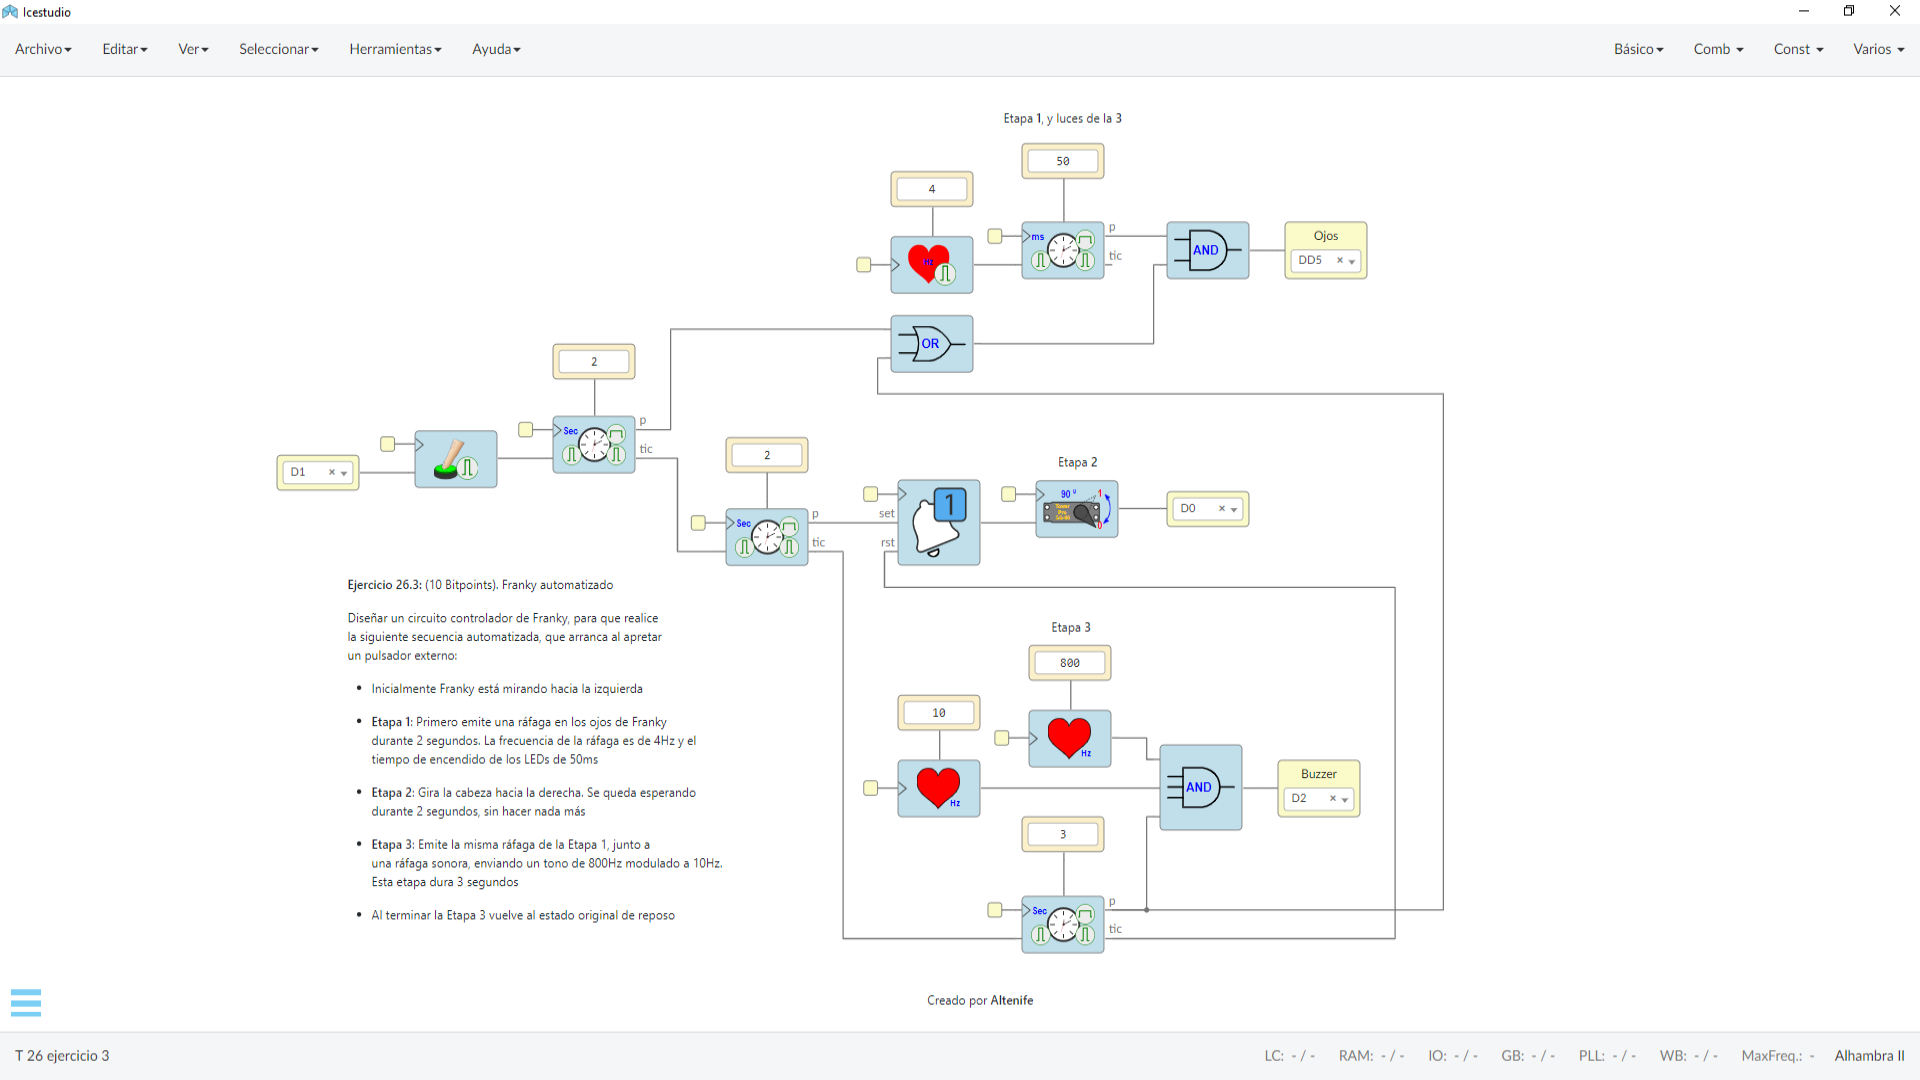 Icestudio
Archivo Editar Ver Seleccionar Herramientas Ayuda Básico Comb Const Varios
Etapa 1, y luces de la 3
50
4
ms
p
tic
Hz
AND
Ojos
DD5
OR
2
Sec
p
tic
D1
2
Sec
p
tic
set
rst
1
Etapa 2
90 º
1
0
Tower
Pro
D0
Ejercicio 26.3: (10 Bitpoints). Franky automatizado
Diseñar un circuito controlador de Franky, para que realice
la siguiente secuencia automatizada, que arranca al apretar
un pulsador externo:
• Inicialmente Franky está mirando hacia la izquierda
• Etapa 1: Primero emite una ráfaga en los ojos de Franky
durante 2 segundos. La frecuencia de la ráfaga es de 4Hz y el
tiempo de encendido de los LEDs de 50ms
• Etapa 2: Gira la cabeza hacia la derecha. Se queda esperando
durante 2 segundos, sin hacer nada más
• Etapa 3: Emite la misma ráfaga de la Etapa 1, junto a
una ráfaga sonora, enviando un tono de 800Hz modulado a 10Hz.
Esta etapa dura 3 segundos
• Al terminar la Etapa 3 vuelve al estado original de reposo
Etapa 3
800
Hz
10
Hz
AND
Buzzer
D2
3
Sec
p
tic
Creado por Altenife
T 26 ejercicio 3
LC: - / - RAM: - / - IO: - / - GB: - / - PLL: - / - WB: - / - MaxFreq.: - Alhambra II